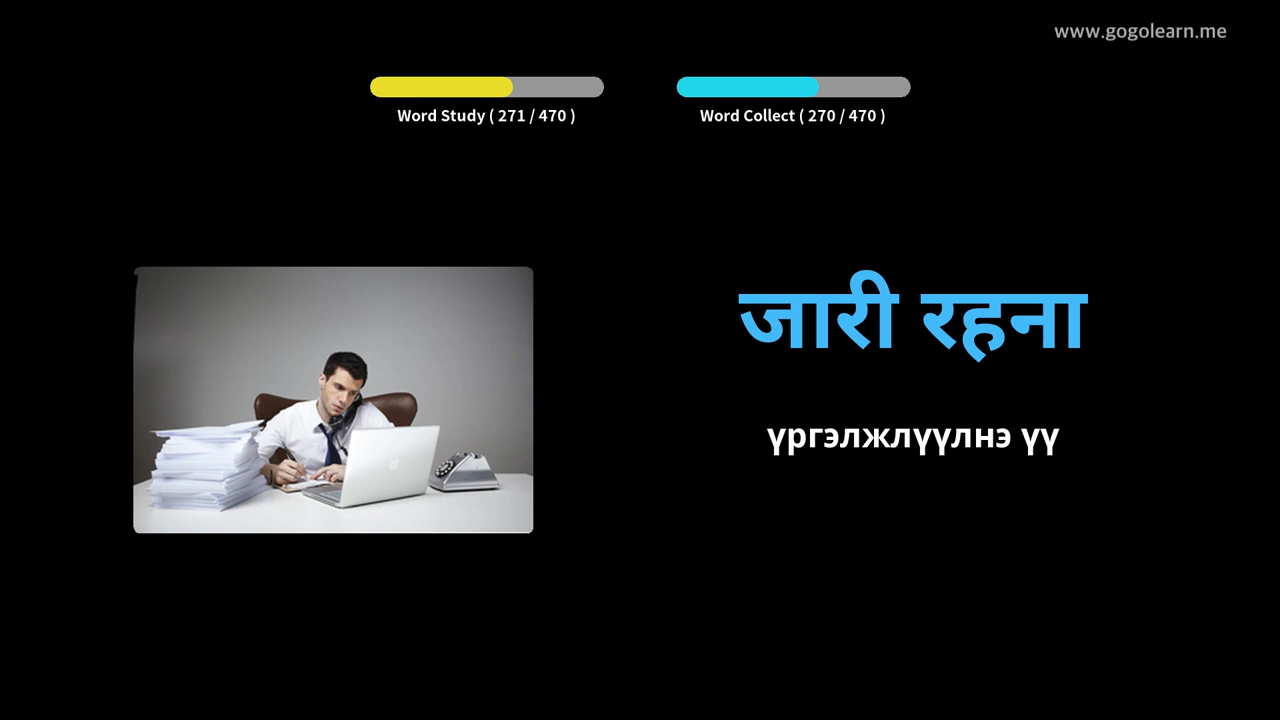 www.gogolearn.me
Word Study ( 271 / 470 )
Word Collect ( 270 / 470 )
जारी रहना
үргэлжлүүлнэ үү